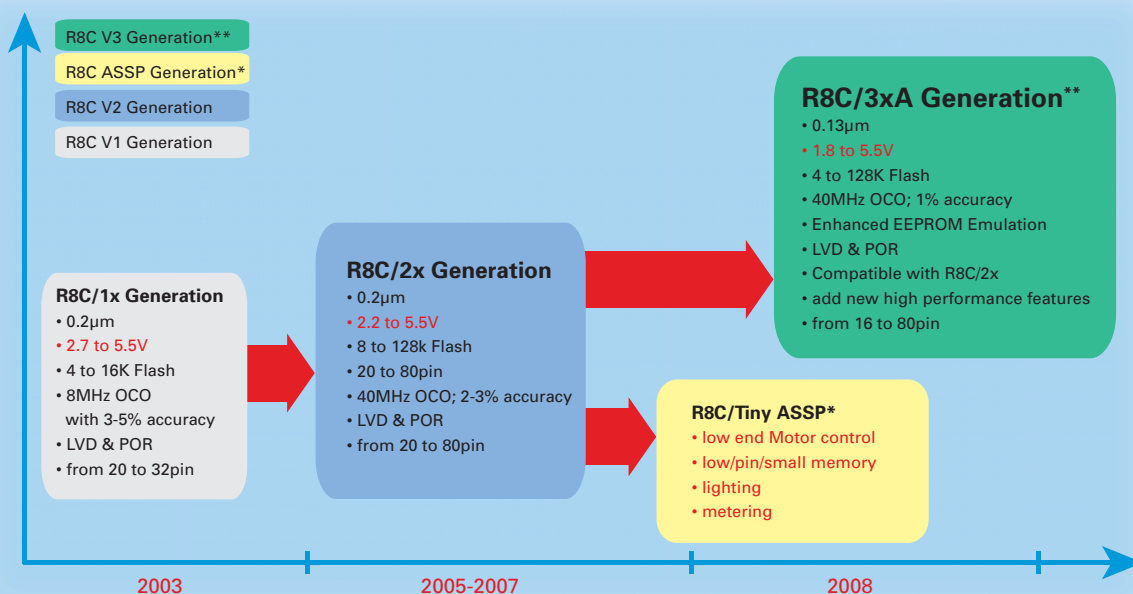 R8C V3 Generation**
R8C ASSP Generation*
R8C V2 Generation
R8C V1 Generation
R8C/1x Generation
• 0.2µm
• 2.7 to 5.5V
• 4 to 16K Flash
• 8MHz OCO
with 3-5% accuracy
• LVD & POR
• from 20 to 32pin
R8C/2x Generation
• 0.2µm
• 2.2 to 5.5V
• 8 to 128k Flash
• 20 to 80pin
• 40MHz OCO; 2-3% accuracy
• LVD & POR
• from 20 to 80pin
R8C/3xA Generation**
• 0.13µm
• 1.8 to 5.5V
• 4 to 128K Flash
• 40MHz OCO; 1% accuracy
• Enhanced EEPROM Emulation
• LVD & POR
• Compatible with R8C/2x
• add new high performance features
• from 16 to 80pin
R8C/Tiny ASSP*
• low end Motor control
• low/pin/small memory
• lighting
• metering
2003
2005-2007
2008